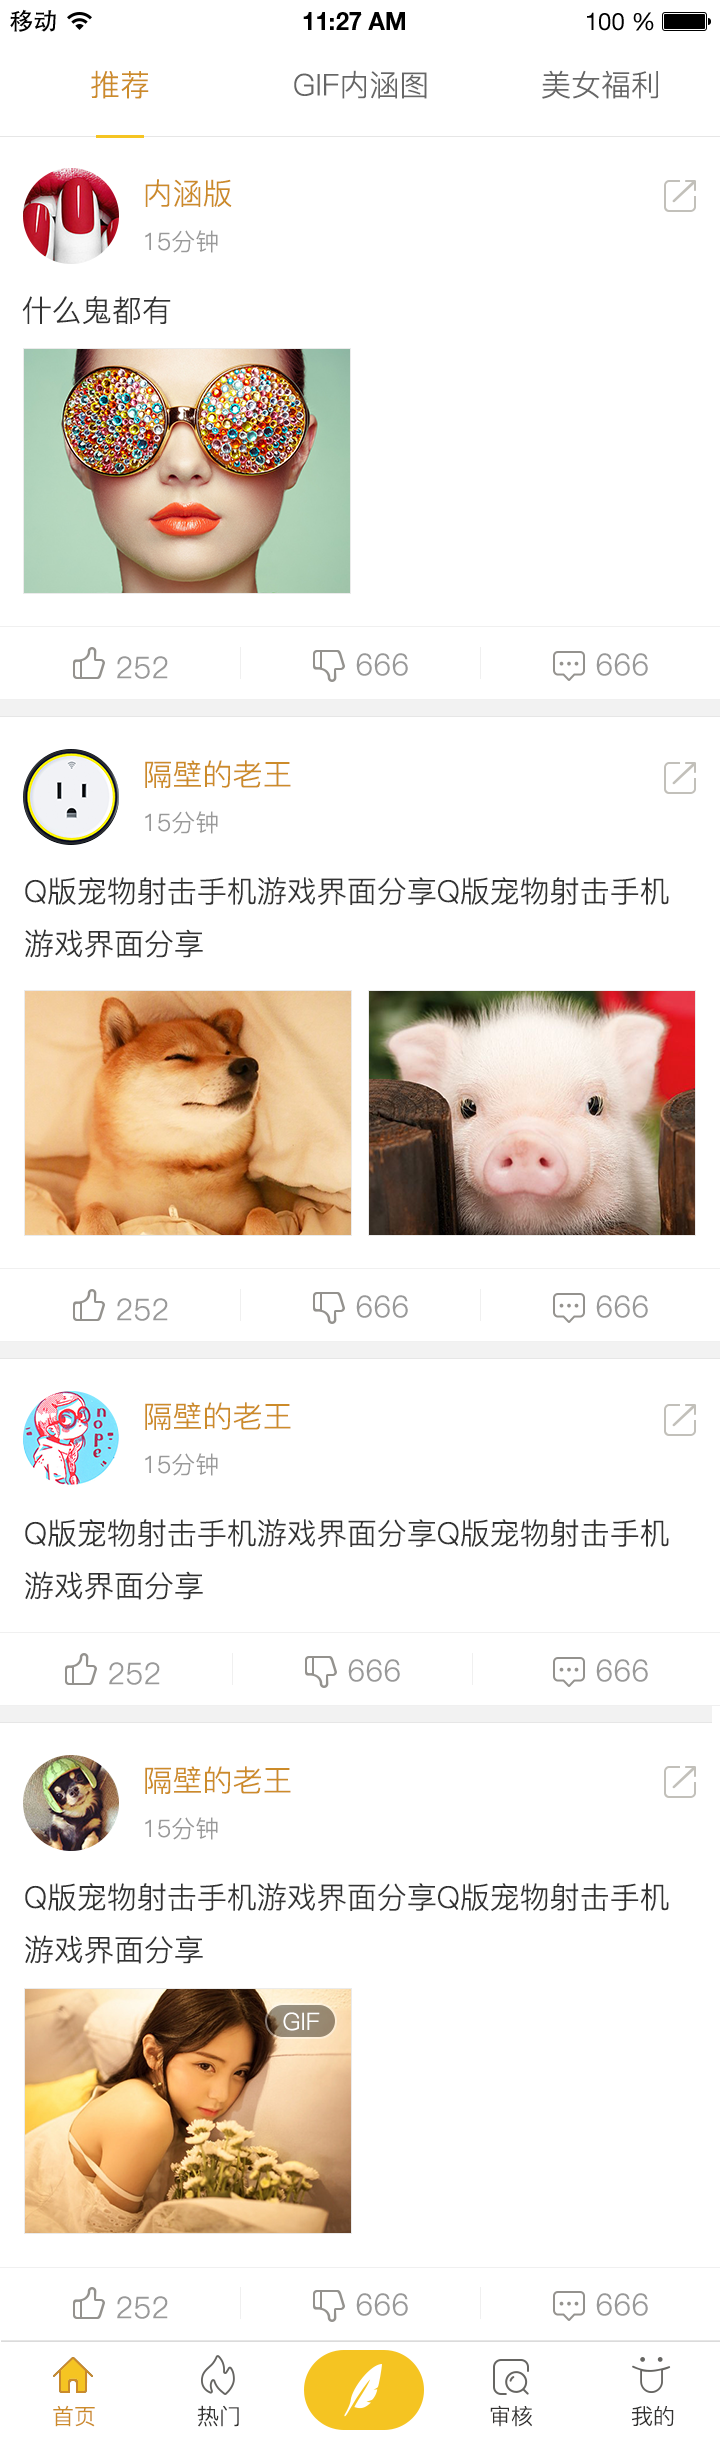 移动 11:27 AM 100 %
推荐 GIF内涵图 美女福利
内涵版
15分钟
什么鬼都有
252 666 666
隔壁的老王
15分钟
Q版宠物射击手机游戏界面分享Q版宠物射击手机
游戏界面分享
252 666 666
nope
隔壁的老王
15分钟
Q版宠物射击手机游戏界面分享Q版宠物射击手机
游戏界面分享
252 666 666
隔壁的老王
15分钟
Q版宠物射击手机游戏界面分享Q版宠物射击手机
游戏界面分享
GIF
252 666 666
首页 热门 审核 我的